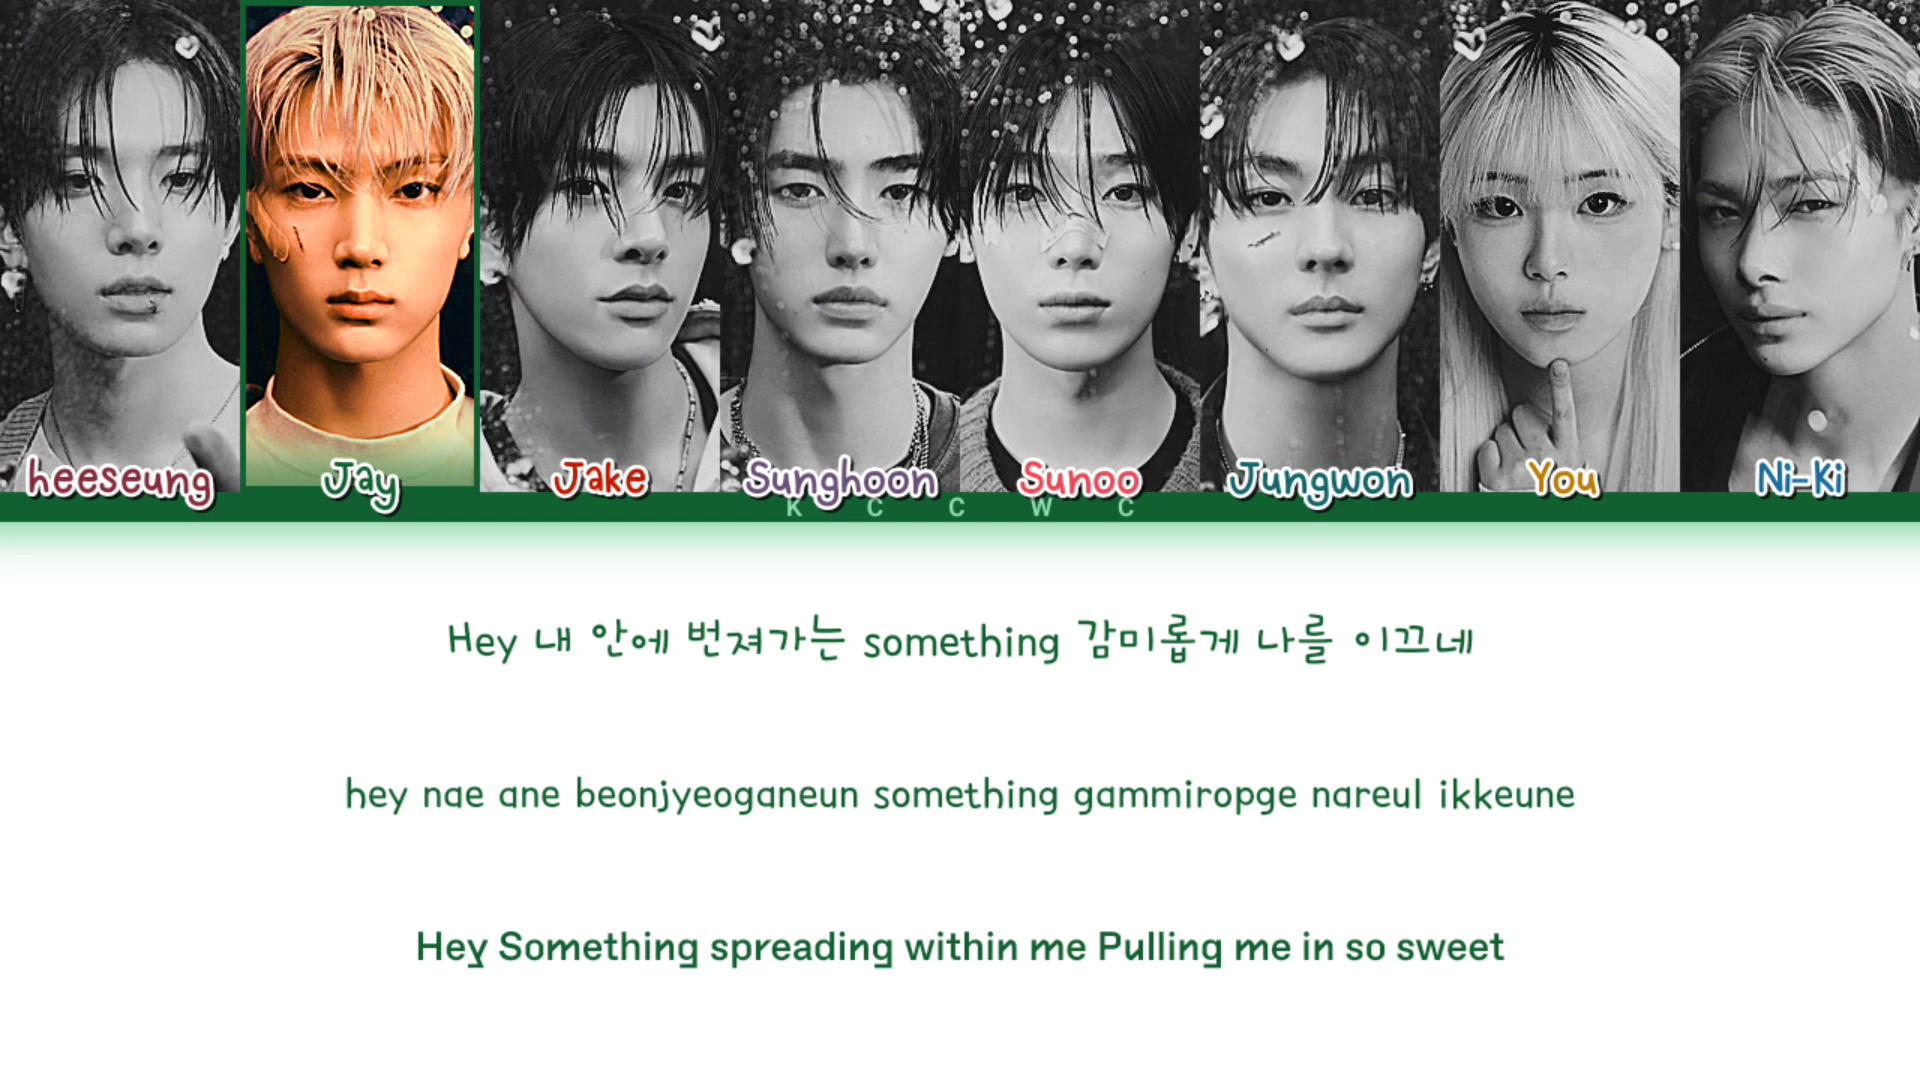 heeseung Jay Jake Sunghoon Sunoo Jungwon You Ni-Ki
K C C W C
Hey 내 안에 번져가는 something 감미롭게 나를 이끄네
hey nae ane beonjyeoganeun something gammiropge nareul ikkeune
Hey Something spreading within me Pulling me in so sweet